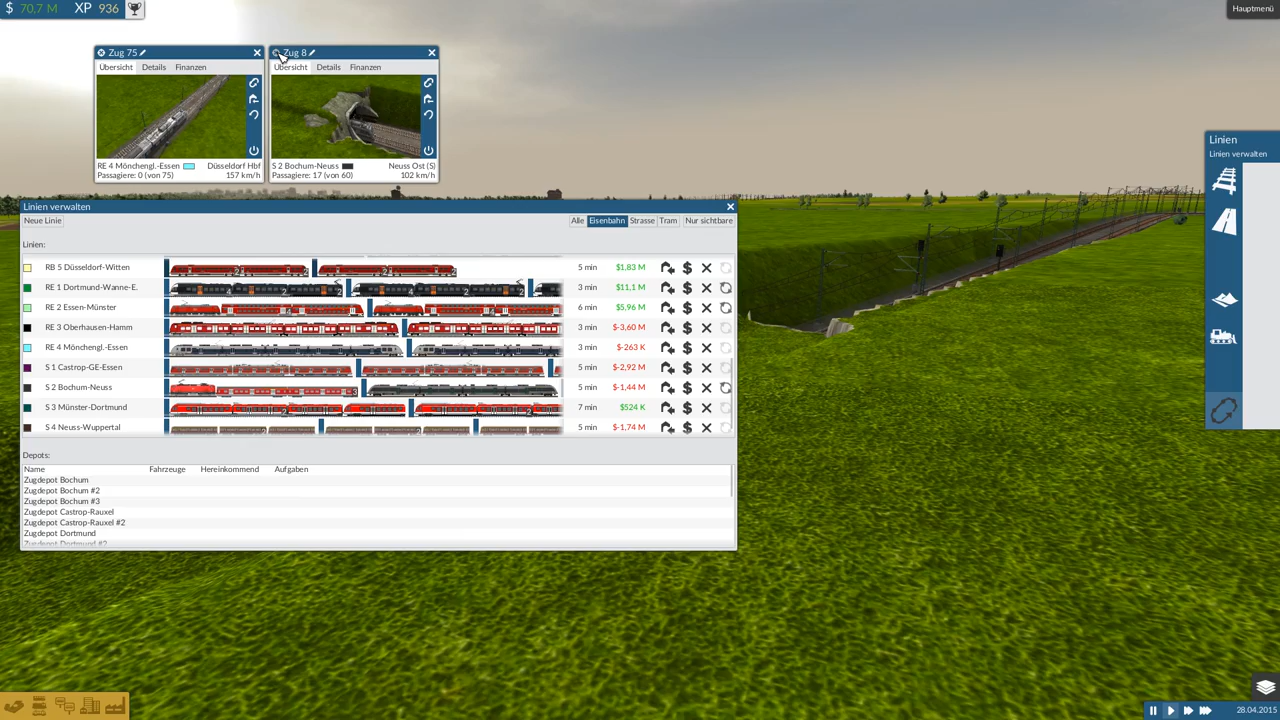 $ 70,7 M XP 936
Hauptmenü
Zug 75
Zug 8
Übersicht Details Finanzen
Übersicht Details Finanzen
RE 4 Mönchengl.-Essen Düsseldorf Hbf
Passagiere: 0 (von 75) 157 km/h
S 2 Bochum-Neuss Neuss Ost (S)
Passagiere: 17 (von 60) 102 km/h
Linien
Linien verwalten
Linien verwalten
Neue Linie Alle Eisenbahn Strasse Tram Nur sichtbare
Linien:
RB 5 Düsseldorf-Witten 5 min $1,83 M
RE 1 Dortmund-Wanne-E. 3 min $11,1 M
RE 2 Essen-Münster 6 min $5,96 M
RE 3 Oberhausen-Hamm 3 min $-3,60 M
RE 4 Mönchengl.-Essen 3 min $-263 K
S 1 Castrop-GE-Essen 5 min $-2,92 M
S 2 Bochum-Neuss 5 min $-1,44 M
S 3 Münster-Dortmund 7 min $524 K
S 4 Neuss-Wuppertal 5 min $-1,74 M
Depots:
Name Fahrzeuge Hereinkommend Aufgaben
Zugdepot Bochum
Zugdepot Bochum #2
Zugdepot Bochum #3
Zugdepot Castrop-Rauxel
Zugdepot Castrop-Rauxel #2
Zugdepot Dortmund
Zugdepot Dortmund #2
28.04.2015